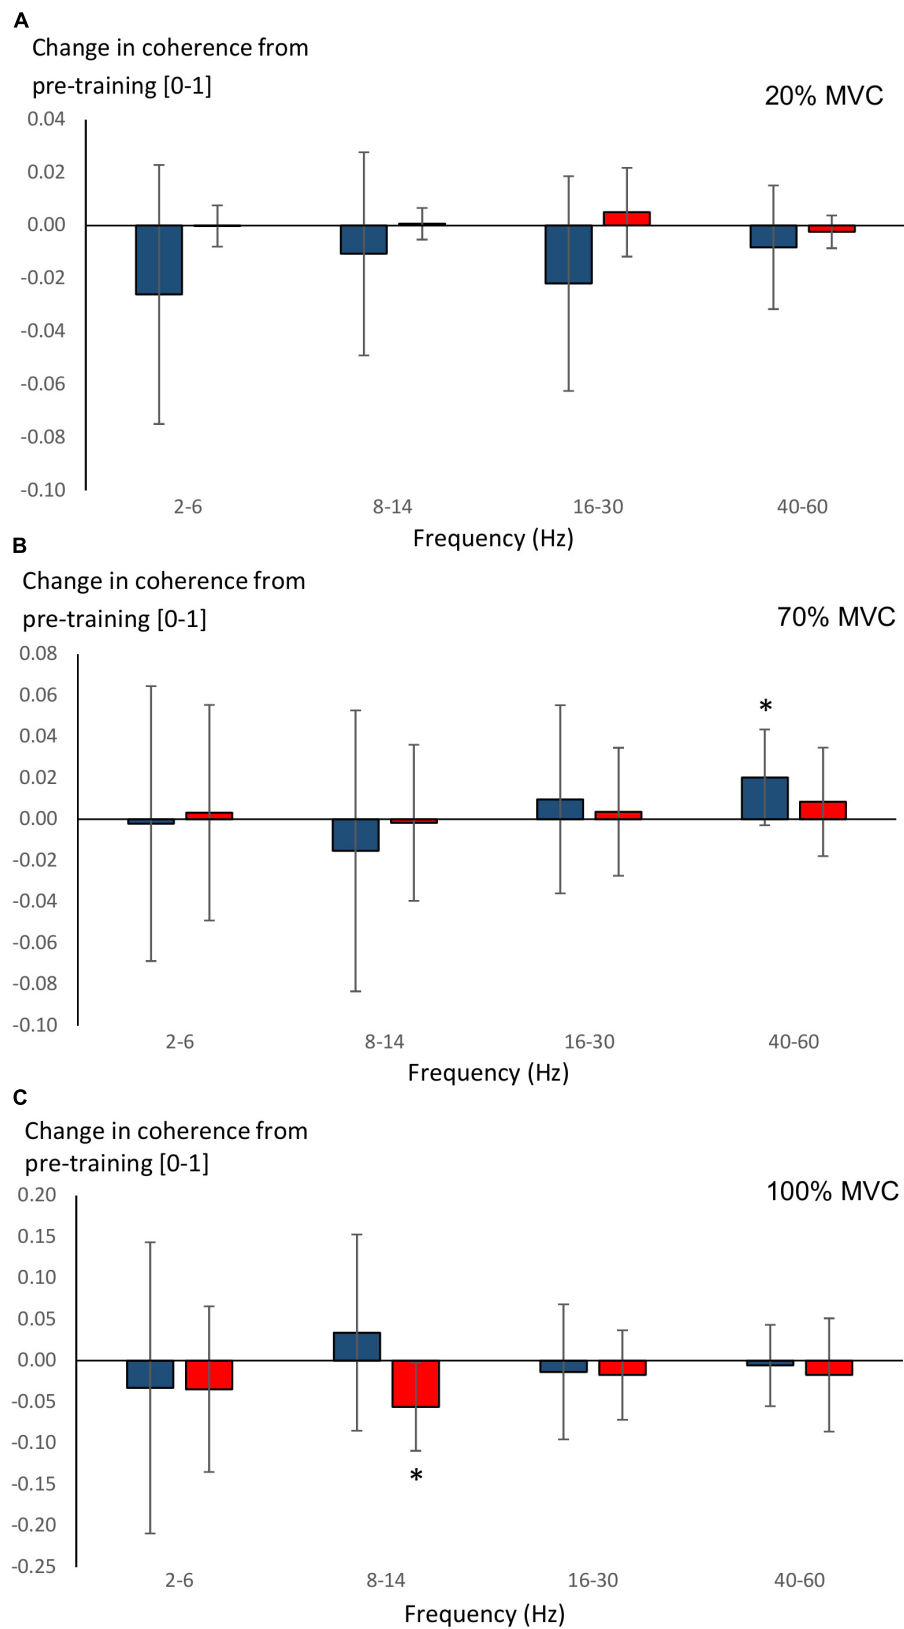 A
Change in coherence from
pre-training [0-1]
20% MVC
0.04
0.02
0.00
-0.02
-0.04
-0.06
-0.08
-0.10
2-6 8-14 16-30 40-60
Frequency (Hz)
B
Change in coherence from
pre-training [0-1]
70% MVC
0.08
0.06
*
0.04
0.02
0.00
-0.02
-0.04
-0.06
-0.08
-0.10
2-6 8-14 16-30 40-60
Frequency (Hz)
C
Change in coherence from
pre-training [0-1]
100% MVC
0.20
0.15
0.10
0.05
0.00
-0.05
-0.10
*
-0.15
-0.20
-0.25
2-6 8-14 16-30 40-60
Frequency (Hz)